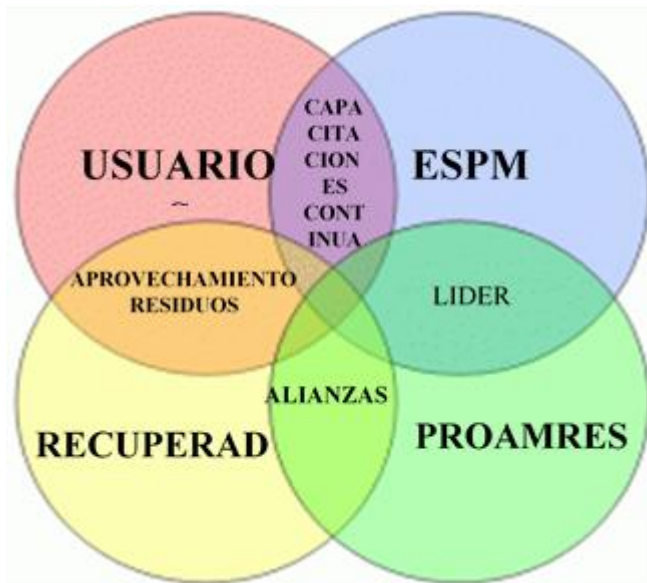 CAPA
CITA
CION
ES
CONT
INUA
USUARIO
ESPM
~
APROVECHAMIENTO
RESIDUOS
LIDER
ALIANZAS
RECUPERAD
PROAMRES